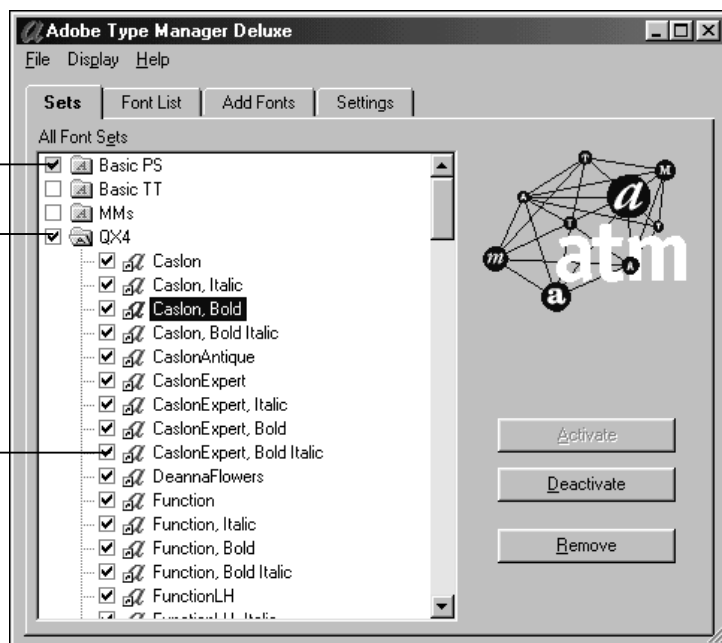 Adobe Type Manager Deluxe
File Display Help
Sets Font List Add Fonts Settings
All Font Sets
Basic PS
Basic TT
MMs
QX4
Caslon
Caslon, Italic
Caslon, Bold
Caslon, Bold Italic
CaslonAntique
CaslonExpert
CaslonExpert, Italic
CaslonExpert, Bold
CaslonExpert, Bold Italic
DeannaFlowers
Function
Function, Italic
Function, Bold
Function, Bold Italic
FunctionLH
FunctionLH, Italic
T
M
A
a
T
T
m
atm
A
a
Activate
Deactivate
Remove